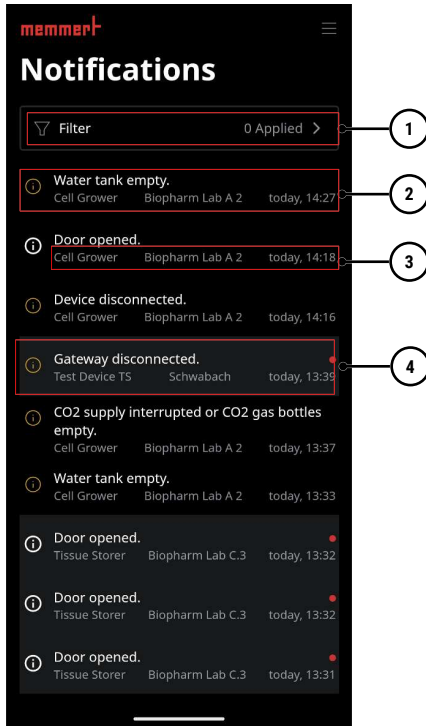 memmert
Notifications
Filter 0 Applied
1
Water tank empty.
Cell Grower Biopharm Lab A 2 today, 14:27
2
Door opened.
Cell Grower Biopharm Lab A 2 today, 14:18
3
Device disconnected.
Cell Grower Biopharm Lab A 2 today, 14:16
Gateway disconnected.
Test Device TS Schwabach today, 13:39
4
CO2 supply interrupted or CO2 gas bottles
empty.
Cell Grower Biopharm Lab A 2 today, 13:37
Water tank empty.
Cell Grower Biopharm Lab A 2 today, 13:33
Door opened.
Tissue Storer Biopharm Lab C.3 today, 13:32
Door opened.
Tissue Storer Biopharm Lab C.3 today, 13:32
Door opened.
Tissue Storer Biopharm Lab C.3 today, 13:31